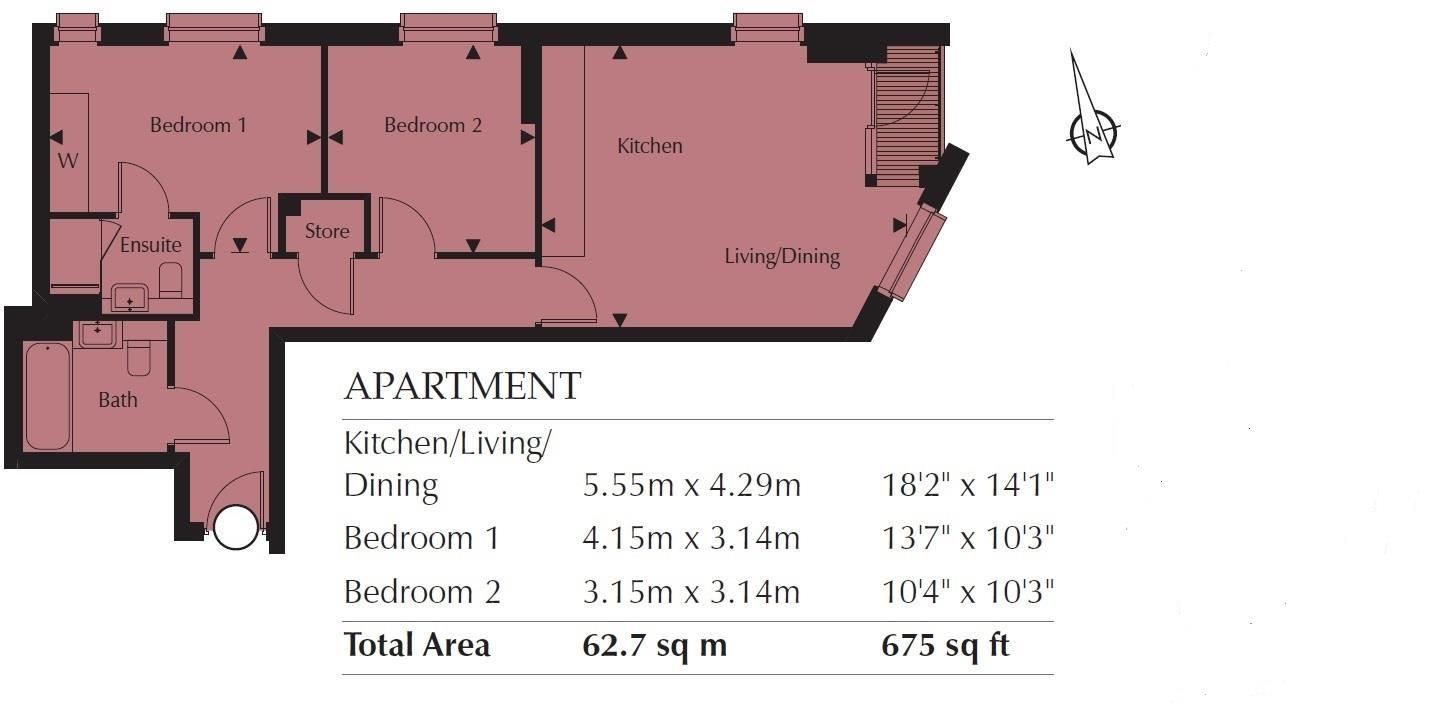 Bedroom 1
Bedroom 2
Kitchen
W
Store
Ensuite
Living/Dining
Bath
N
APARTMENT
Kitchen/Living/
Dining 5.55m x 4.29m 18'2" x 14'1"
Bedroom 1 4.15m x 3.14m 13'7" x 10'3"
Bedroom 2 3.15m x 3.14m 10'4" x 10'3"
Total Area 62.7 sq m 675 sq ft